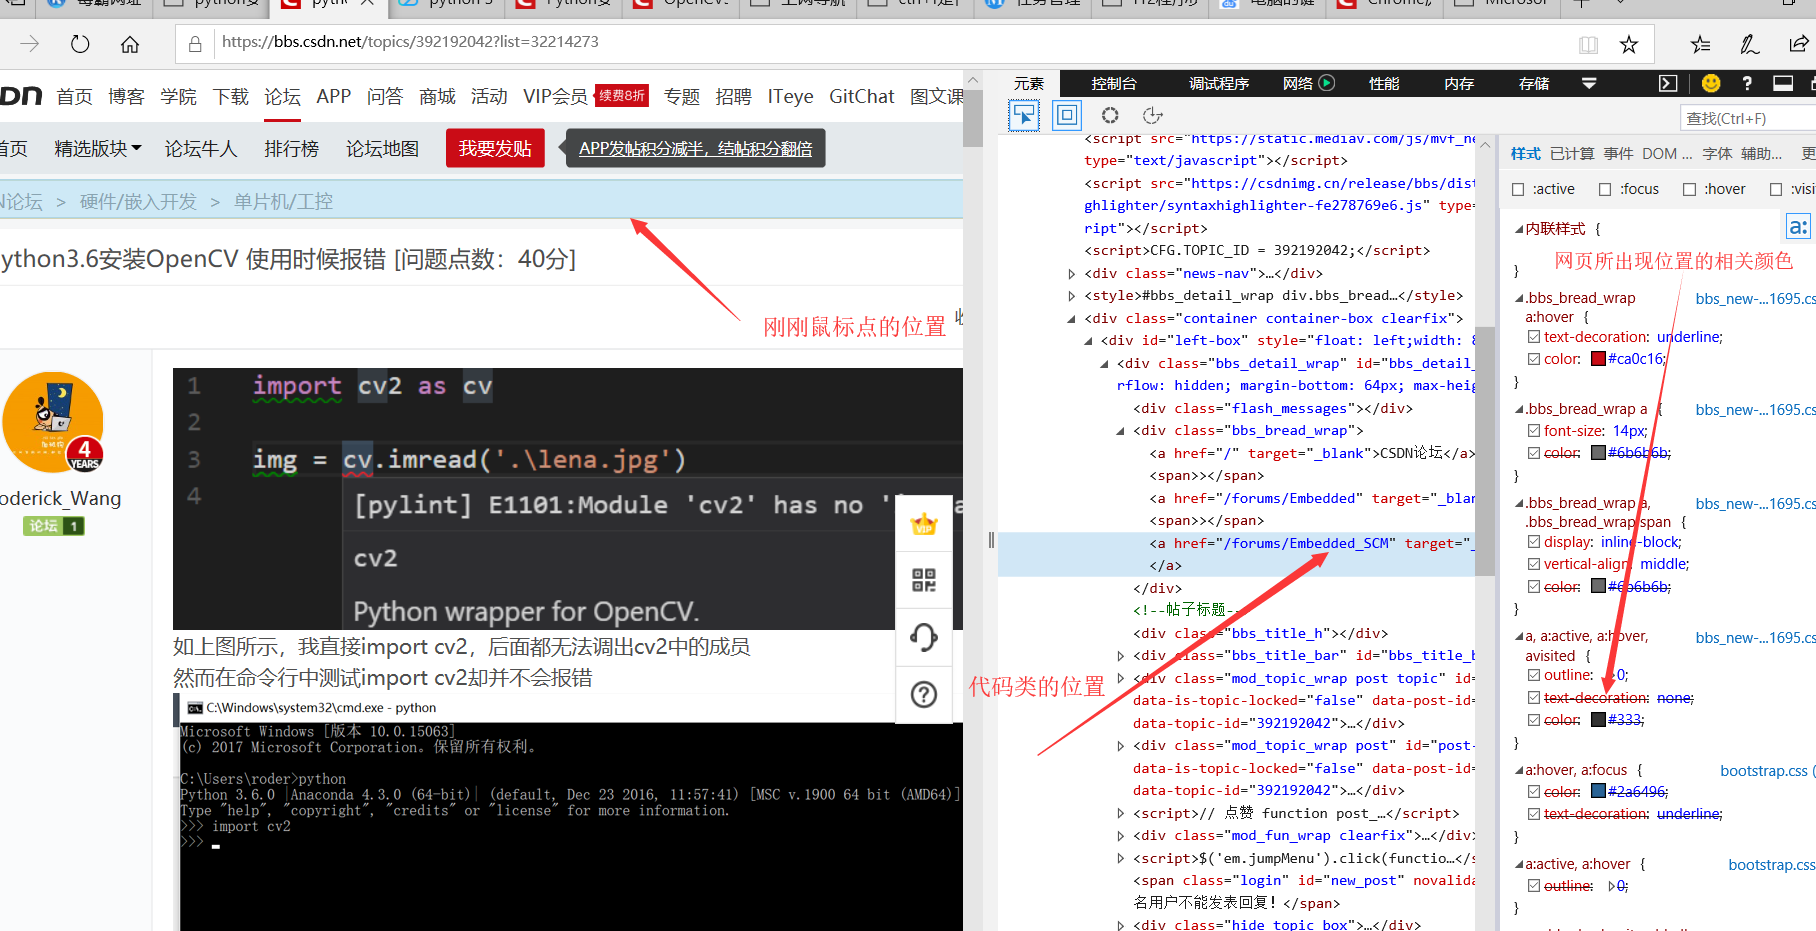 https://bbs.csdn.net/topics/392192042?list=32214273
首页 博客 学院 下载 论坛 APP 问答 商城 活动 VIP会员 续费8折 专题 招聘 ITeye GitChat 图文课
首页 精选版块 论坛牛人 排行榜 论坛地图 我要发帖 APP发帖积分减半，结帖积分翻倍
N论坛 > 硬件/嵌入开发 > 单片机/工控
ython3.6安装OpenCV 使用时候报错 [问题点数：40分]
刚刚鼠标点的位置
4
YEARS
oderick_Wang
论坛 1
1 import cv2 as cv
2
3 img = cv.imread('.\lena.jpg')
4
[pylint] E1101:Module 'cv2' has no
cv2
Python wrapper for OpenCV.
VIP
如上图所示，我直接import cv2，后面都无法调出cv2中的成员
然而在命令行中测试import cv2却并不会报错
C:\Windows\system32\cmd.exe - python
Microsoft Windows [版本 10.0.15063]
(c) 2017 Microsoft Corporation。保留所有权利。
C:\Users\roder>python
Python 3.6.0 |Anaconda 4.3.0 (64-bit)| (default, Dec 23 2016, 11:57:41) [MSC v.1900 64 bit (AMD64)]
Type "help", "copyright", "credits" or "license" for more information.
>>> import cv2
>>>
元素 控制台 调试程序 网络 性能 内存 存储
查找(Ctrl+F)
<script src="https://static.mediav.com/js/mvf_ne
type="text/javascript"></script>
<script src="https://csdnimg.cn/release/bbs/dist
ghlighter/syntaxhighlighter-fe278769e6.js" type=
ript"></script>
<script>CFG.TOPIC_ID = 392192042;</script>
<div class="news-nav">…</div>
<style>#bbs_detail_wrap div.bbs_bread…</style>
<div class="container container-box clearfix">
<div id="left-box" style="float: left;width: 8
<div class="bbs_detail_wrap" id="bbs_detail_
rflow: hidden; margin-bottom: 64px; max-heig
<div class="flash_messages"></div>
<div class="bbs_bread_wrap">
<a href="/" target="_blank">CSDN论坛</a>
<span>></span>
<a href="/forums/Embedded" target="_blan
<span>></span>
<a href="/forums/Embedded_SCM" target="_
</a>
</div>
<!--帖子标题-
<div class="bbs_title_h"></div>
<div class="bbs_title_bar" id="bbs_title_b
<div class="mod_topic_wrap post topic" id=
data-is-topic-locked="false" data-post-id=
data-topic-id="392192042">…</div>
<div class="mod_topic_wrap post" id="post-
data-is-topic-locked="false" data-post-id=
data-topic-id="392192042">…</div>
<script>// 点赞 function post_…</script>
<div class="mod_fun_wrap clearfix">…</div>
<script>$('em.jumpMenu').click(functio…</s
<span class="login" id="new_post" novalida
名用户不能发表回复！</span>
<div class="hide_topic_box">…</div>
代码类的位置
样式 已计算 事件 DOM ... 字体 辅助... 更
:active :focus :hover :visi
内联样式 {
a:
网页所出现位置的相关颜色
}
.bbs_bread_wrap bbs_new-...1695.cs
a:hover {
text-decoration: underline;
color: #ca0c16;
}
.bbs_bread_wrap a { bbs_new-...1695.cs
font-size: 14px;
color: #6b6b6b;
}
.bbs_bread_wrap a, bbs_new-...1695.cs
.bbs_bread_wrap span {
display: inline-block;
vertical-align: middle;
color: #6b6b6b;
}
a, a:active, a:hover, bbs_new-...1695.cs
avisited {
outline: 0;
text-decoration: none;
color: #333;
}
a:hover, a:focus { bootstrap.css (
color: #2a6496;
text-decoration: underline;
}
a:active, a:hover { bootstrap.css
outline: 0;
}